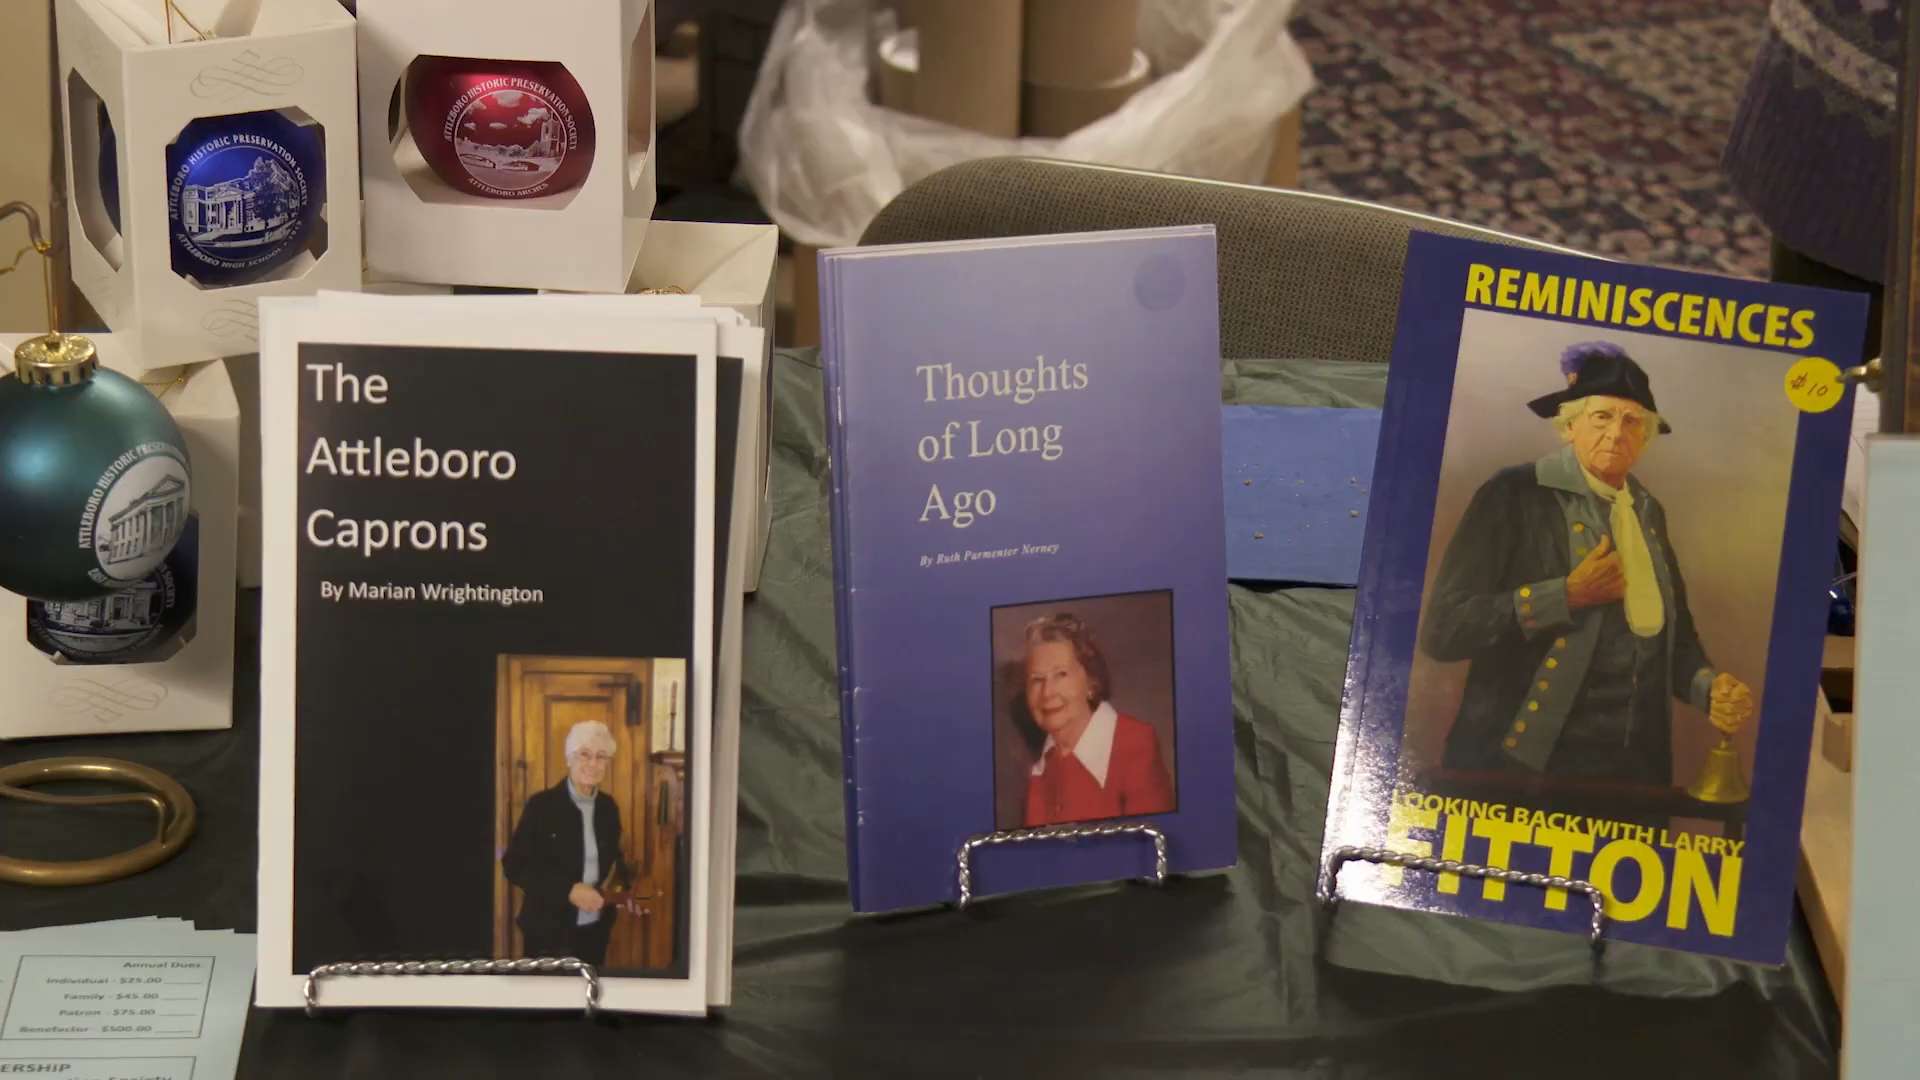 ATTLEBORO HISTORIC PRESERVATION SOCIETY
ATTLEBORO HIGH SCHOOL
ATTLEBORO HISTORIC PRESERVATION SOCIETY
ATTLEBORO ARCHES
ATTLEBORO HISTORIC
The
Attleboro
Caprons
By Marian Wrightington
Thoughts
of Long
Ago
By Ruth Parmenter Nerney
REMINISCENCES
$10
LOOKING BACK WITH LARRY
FITTON
Annual Dues
Individual - $25.00
Family - $45.00
Patron - $75.00
Benefactor - $500.00
ERSHIP